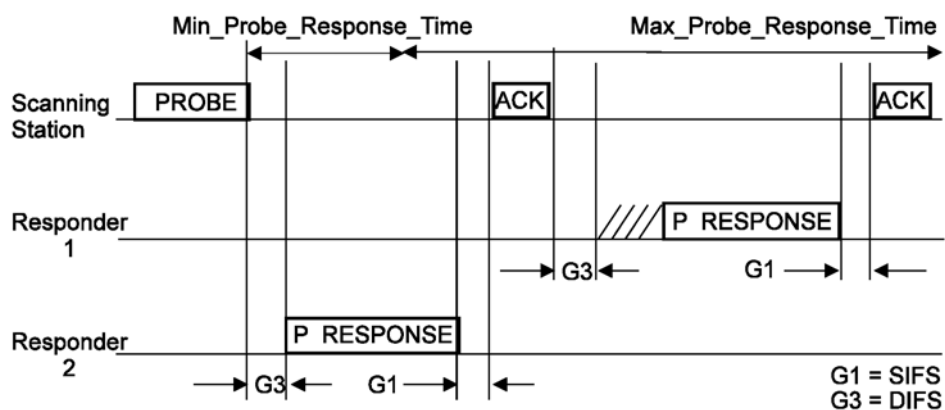 Min_Probe_Response_Time
Max_Probe_Response_Time
Scanning
Station
PROBE
ACK
ACK
Responder
1
P RESPONSE
G3
G1
Responder
2
P RESPONSE
G3
G1
G1 = SIFS
G3 = DIFS